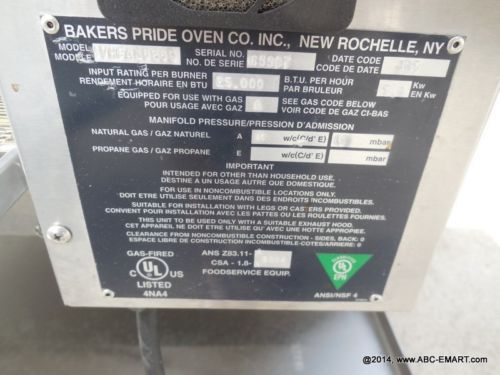 BAKERS PRIDE OVEN CO. INC., NEW ROCHELLE, NY
MODEL SERIAL NO. DATE CODE
MODELE NO. DE SERIE CODE DE DATE
INPUT RATING PER BURNER B.T.U. PER HOUR Kw
RENDEMENT HORAIRE EN BTU 25,000 PAR BRULEUR EN Kw
EQUIPPED FOR USE WITH GAS SEE GAS CODE BELOW
POUR USAGE AVEC GAZ VOIR CODE DE GAZ CI-BAS
MANIFOLD PRESSURE/PRESSION D'ADMISSION
NATURAL GAS / GAZ NATUREL A w/c(C/d' E) mbar
PROPANE GAS / GAZ PROPANE E w/c(C/d' E) mbar
IMPORTANT
INTENDED FOR OTHER THAN HOUSEHOLD USE.
DESTINE A UN USAGE AUTRE QUE DOMESTIQUE.
FOR USE IN NONCOMBUSTIBLE LOCATIONS ONLY.
DOIT ETRE UTILISE SEULEMENT DANS DES ENDROITS INCOMBUSTIBLES.
SUITABLE FOR INSTALLATION WITH LEGS OR CASTERS PROVIDED.
CONVIENT POUR INSTALLATION AVEC LES PATTES OU LES ROULETTES FOURNIES.
THIS UNIT TO BE USED ONLY WITH A SUITABLE EXHAUST HOOD.
CET APPAREIL NE DOIT ETRE UTILISE QU' AVEC UNE HOTTE APPROPRIEE.
CLEARANCE FROM NONCOMBUSTIBLE CONSTRUCTION - SIDES, BACK: 0
ESPACE LIBRE DE CONSTRUCTION INCOMBUSTIBLE-COTES/ARRIERE: 6
GAS-FIRED
C UL US
LISTED
4NA4
ANS Z83.11-
CSA - 1.8-
FOODSERVICE EQUIP.
CLASSIFIED
UL
EPH
ANSI/NSF 4
@2014, www.ABC-EMART.com